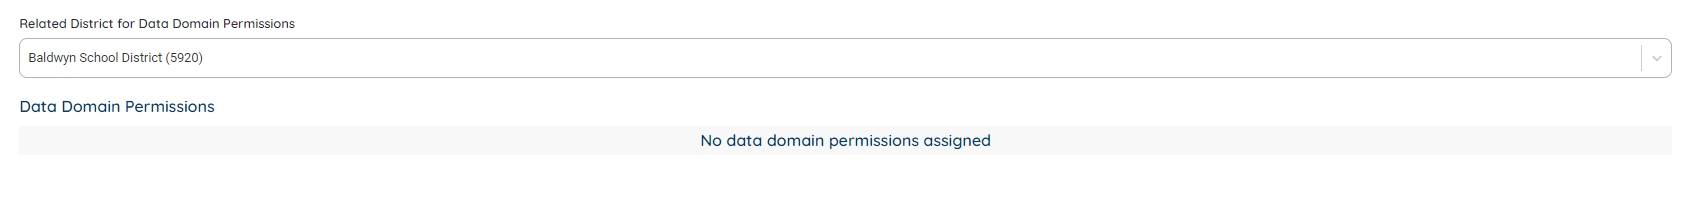 Related District for Data Domain Permissions
Baldwyn School District (5920)
Data Domain Permissions
No data domain permissions assigned